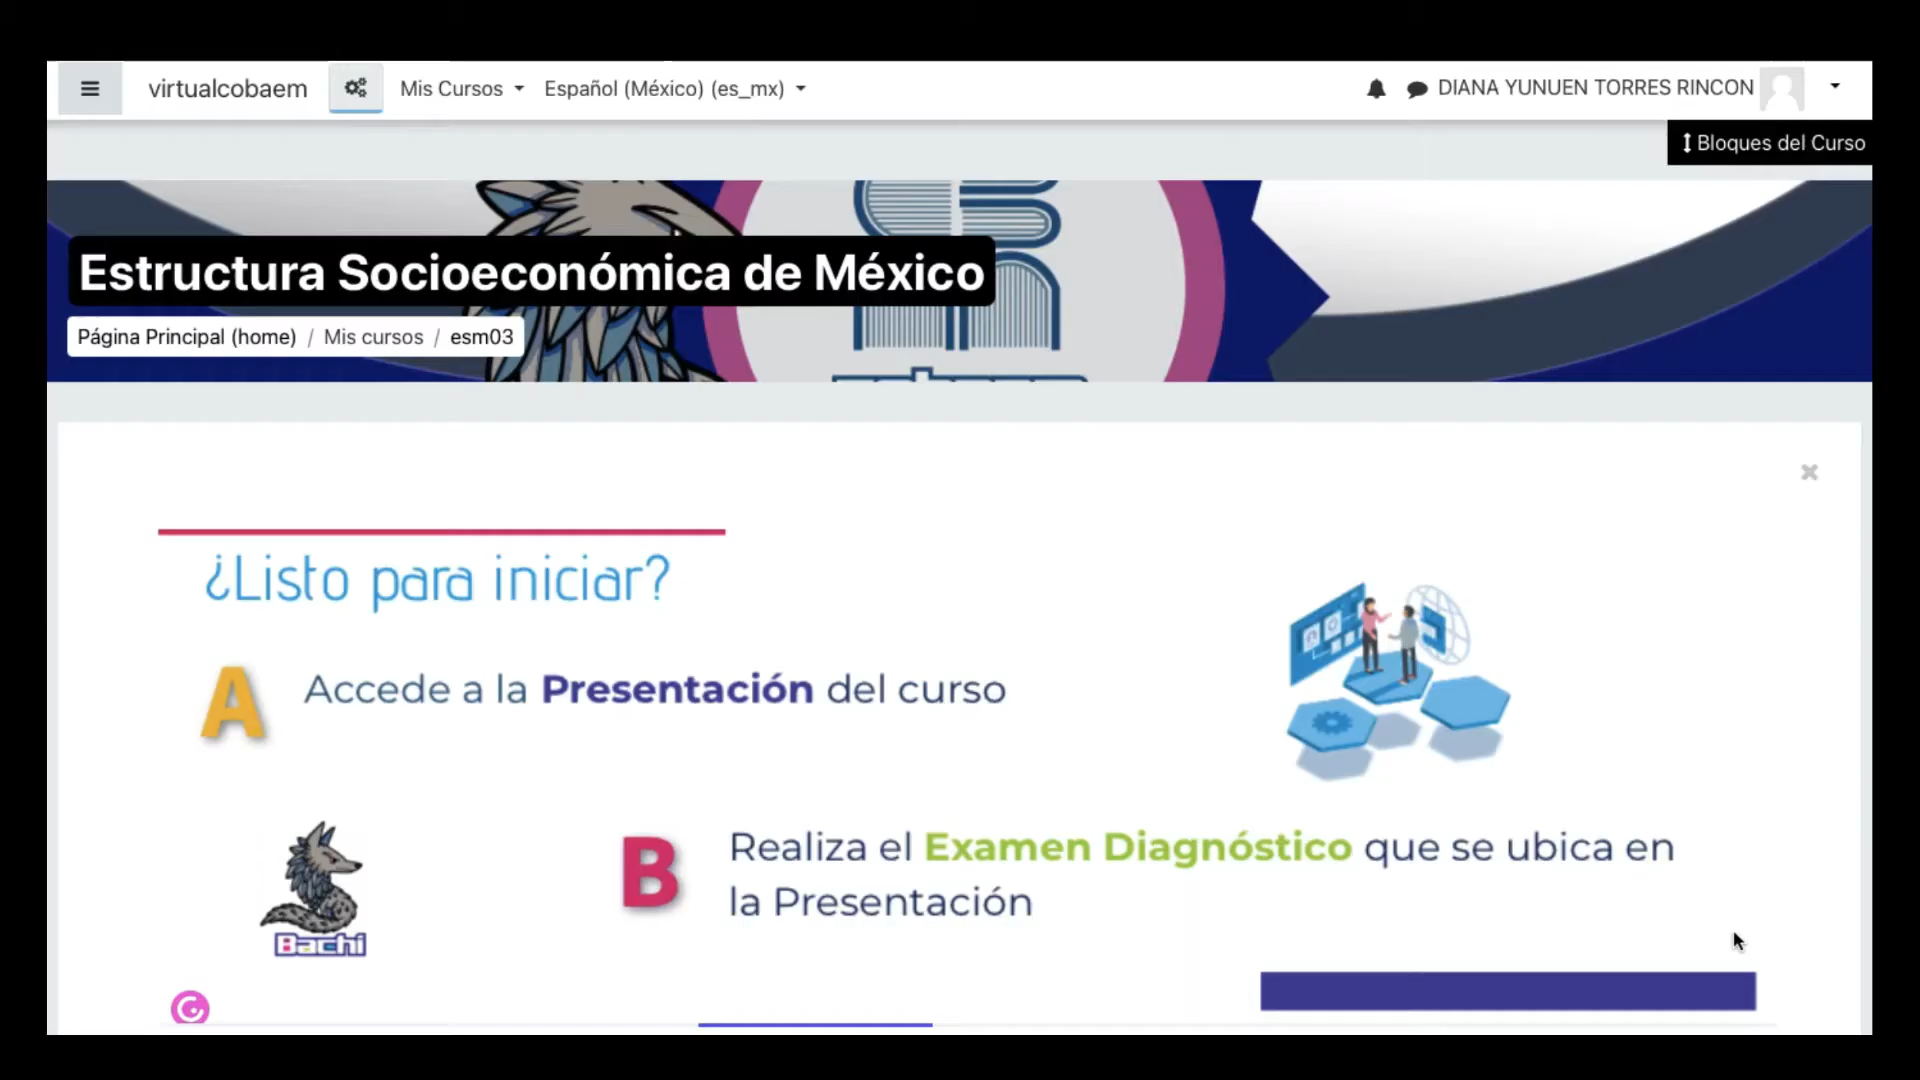 virtualcobaem
Mis Cursos
Español (México) (es_mx)
DIANA YUNUEN TORRES RINCON
Bloques del Curso
Estructura Socioeconómica de México
Página Principal (home) / Mis cursos / esm03
¿Listo para iniciar?
A Accede a la Presentación del curso
B Realiza el Examen Diagnóstico que se ubica en
la Presentación
Bachi